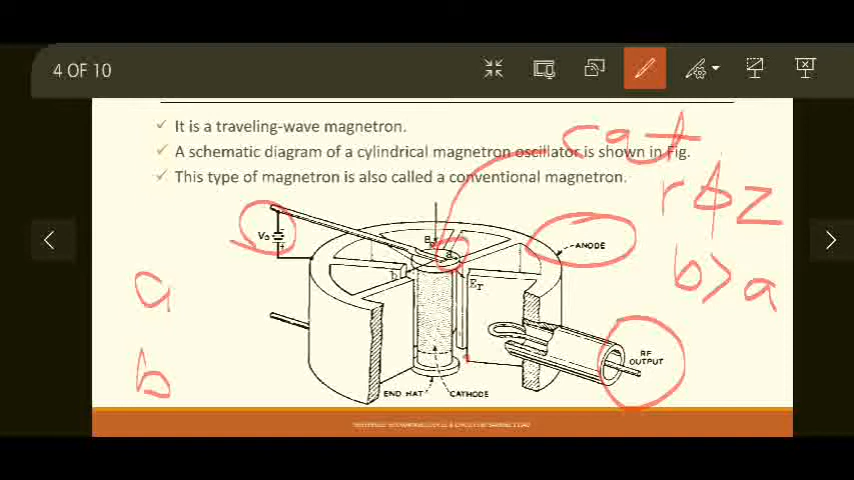 4 OF 10
✓ It is a traveling-wave magnetron.
✓ A schematic diagram of a cylindrical magnetron oscillator is shown in Fig.
✓ This type of magnetron is also called a conventional magnetron.
cat
r ϕ z
b > a
a
b
V₀
a
b
Er
ANODE
RF
OUTPUT
END HAT
CATHODE